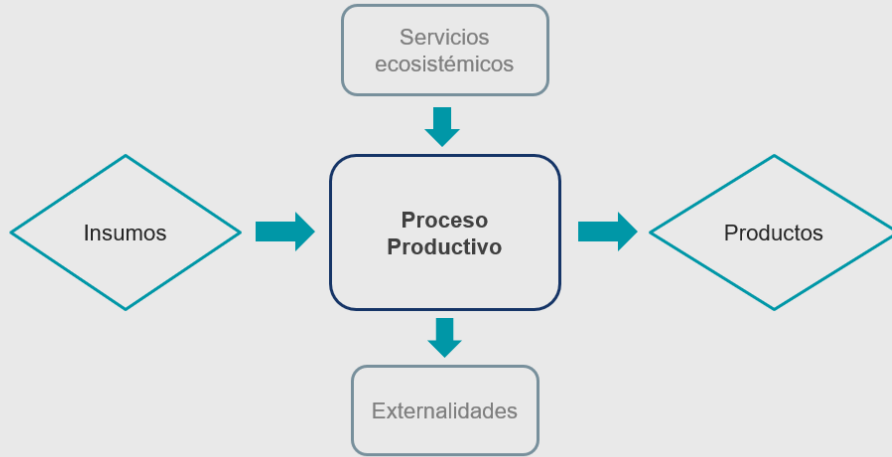 Servicios
ecosistémicos
Insumos
Proceso
Productivo
Productos
Externalidades